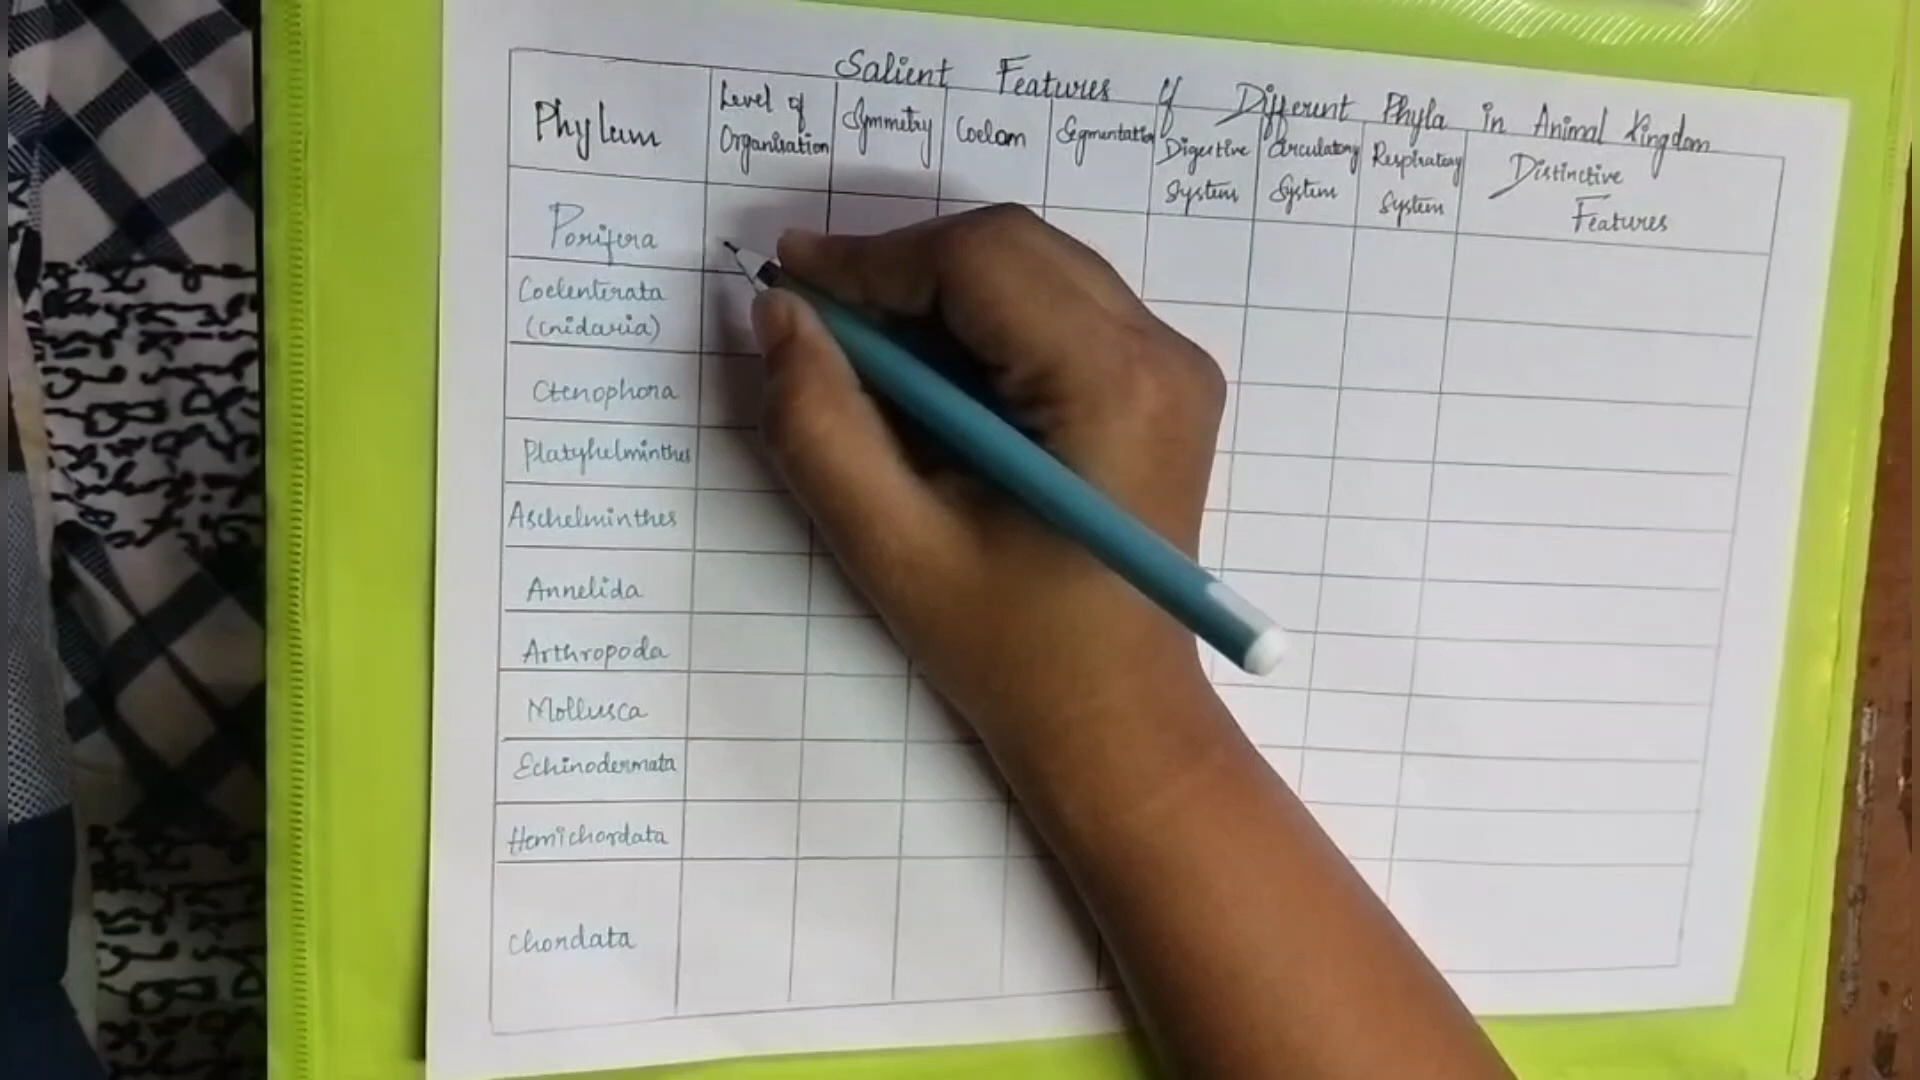 Salient Features of Different Phyla in Animal Kingdom
Phylum
Level of
Organisation
Symmetry
Coelom
Segmentation
Digestive
System
Circulatory
System
Respiratory
System
Distinctive
Features
Porifera
Coelenterata
(Cnidaria)
Ctenophora
Platyhelminthes
Aschelminthes
Annelida
Arthropoda
Mollusca
Echinodermata
Hemichordata
Chordata